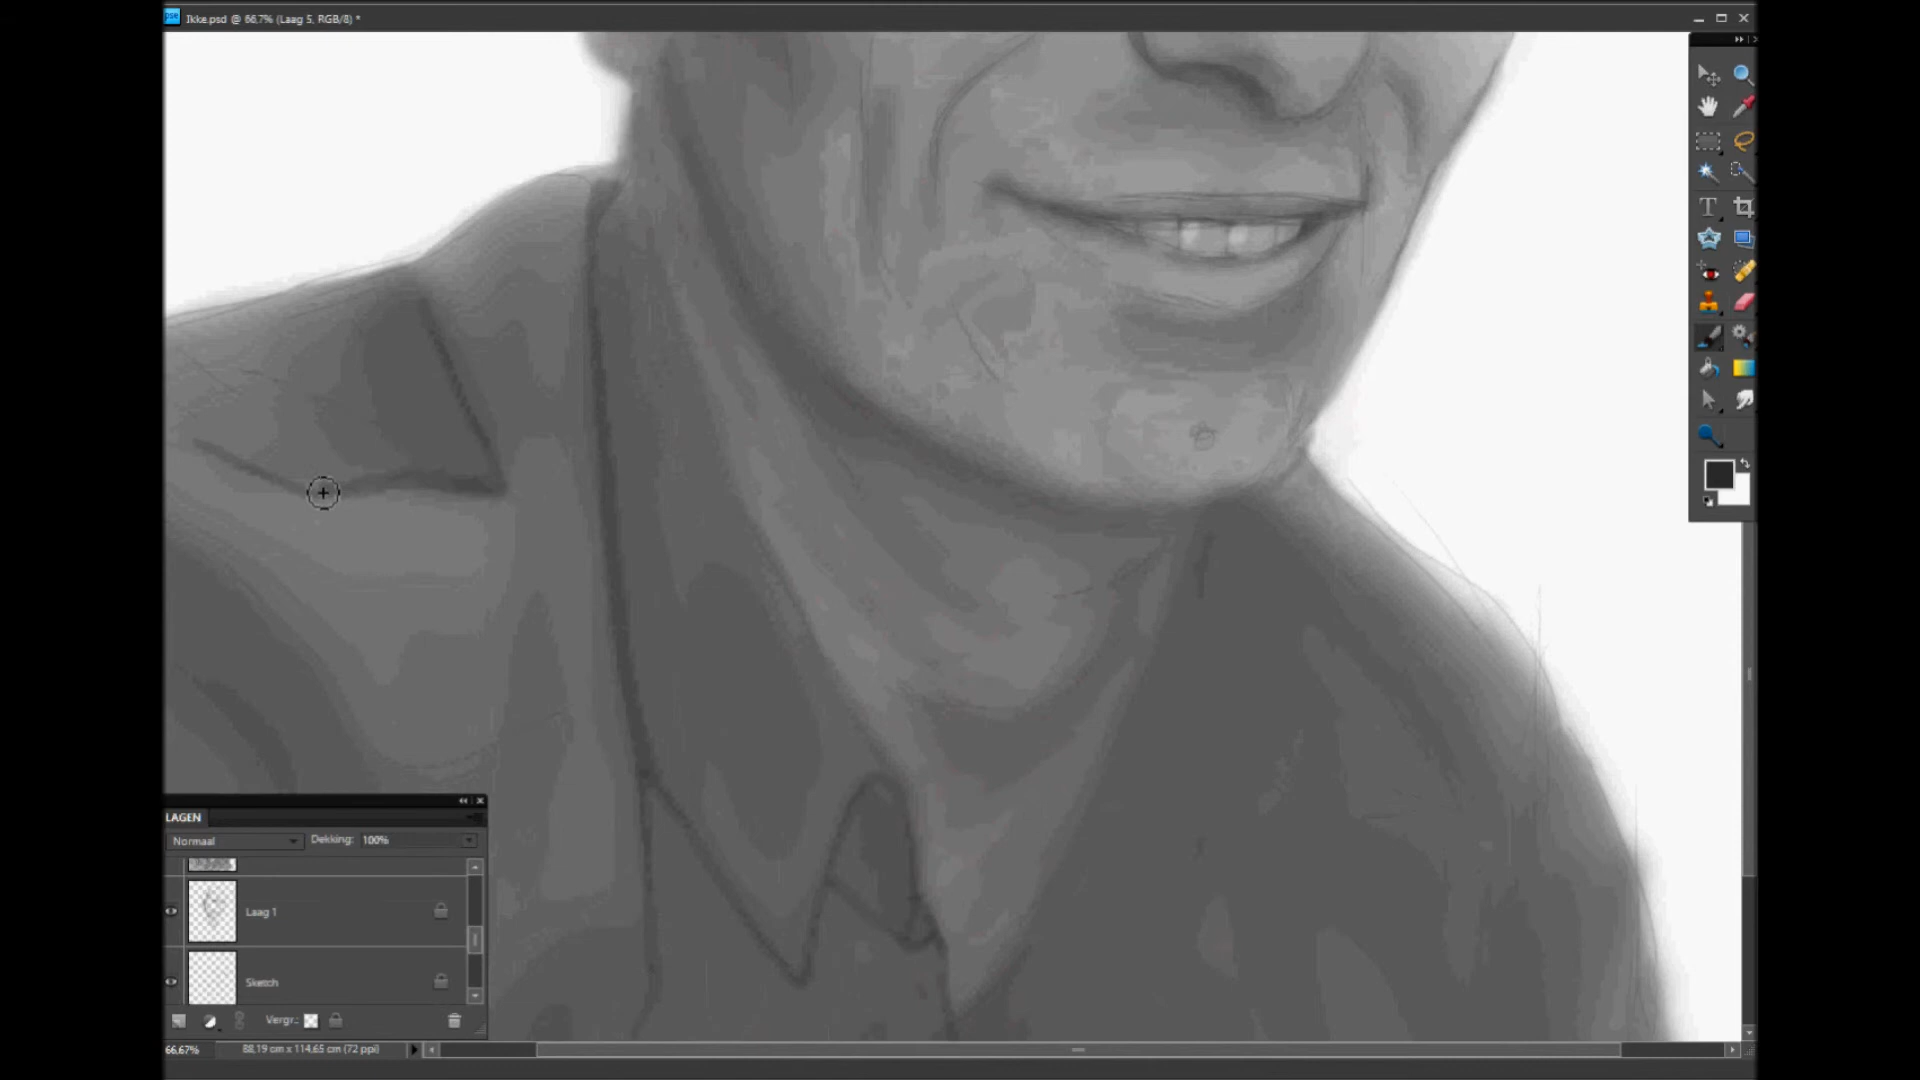 pse Ikke.psd @ 66,7% (Laag 5, RGB/8) *
T
LAGEN
Normaal Dekking: 100%
Laag 1
Sketch
Vergr.:
66,67% 88,19 cm x 114,65 cm (72 ppi)